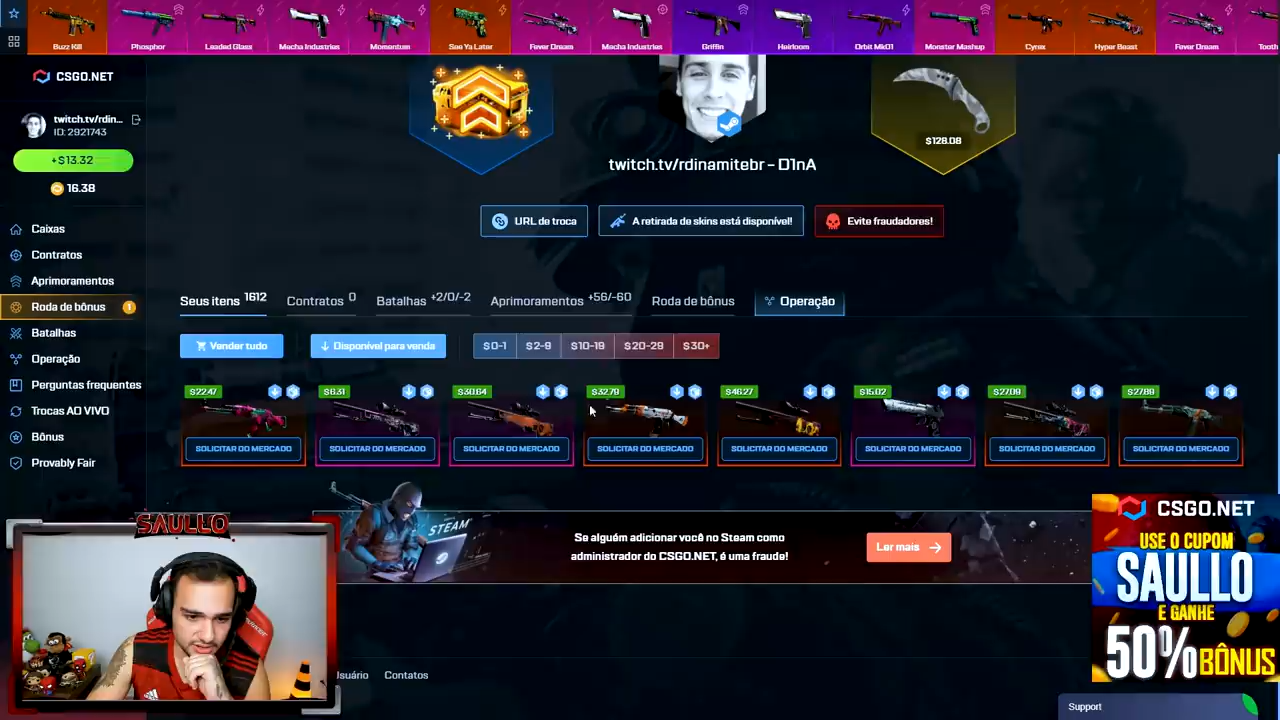 Buzz Kill
Phosphor
Leaded Glass
Mecha Industries
Momentum
See Ya Later
Fever Dream
Mecha Industries
Griffin
Heirloom
Orbit Mk01
Monster Mashup
Cyrex
Hyper Beast
Fever Dream
Tooth
CSGO.NET
twitch.tv/rdin...
ID: 2921743
+$13.32
16.38
$128.08
twitch.tv/rdinamitebr - D1nA
URL de troca
A retirada de skins está disponível!
Evite fraudadores!
Caixas
Contratos
Aprimoramentos
Roda de bônus 1
Batalhas
Operação
Perguntas frequentes
Trocas AO VIVO
Bônus
Provably Fair
Seus itens 1612
Contratos 0
Batalhas +2/0/-2
Aprimoramentos +56/-60
Roda de bônus
Operação
Vender tudo
Disponível para venda
$0-1
$2-9
$10-19
$20-29
$30+
$22.47
$6.31
$30.64
$32.79
$46.27
$15.02
$27.09
$27.89
SOLICITAR DO MERCADO
SOLICITAR DO MERCADO
SOLICITAR DO MERCADO
SOLICITAR DO MERCADO
SOLICITAR DO MERCADO
SOLICITAR DO MERCADO
SOLICITAR DO MERCADO
SOLICITAR DO MERCADO
STEAM
Se alguém adicionar você no Steam como
administrador do CSGO.NET, é uma fraude!
Ler mais
SAULLO
CSGO.NET
USE O CUPOM
SAULLO
E GANHE
50% BÔNUS
Usuário
Contatos
Support